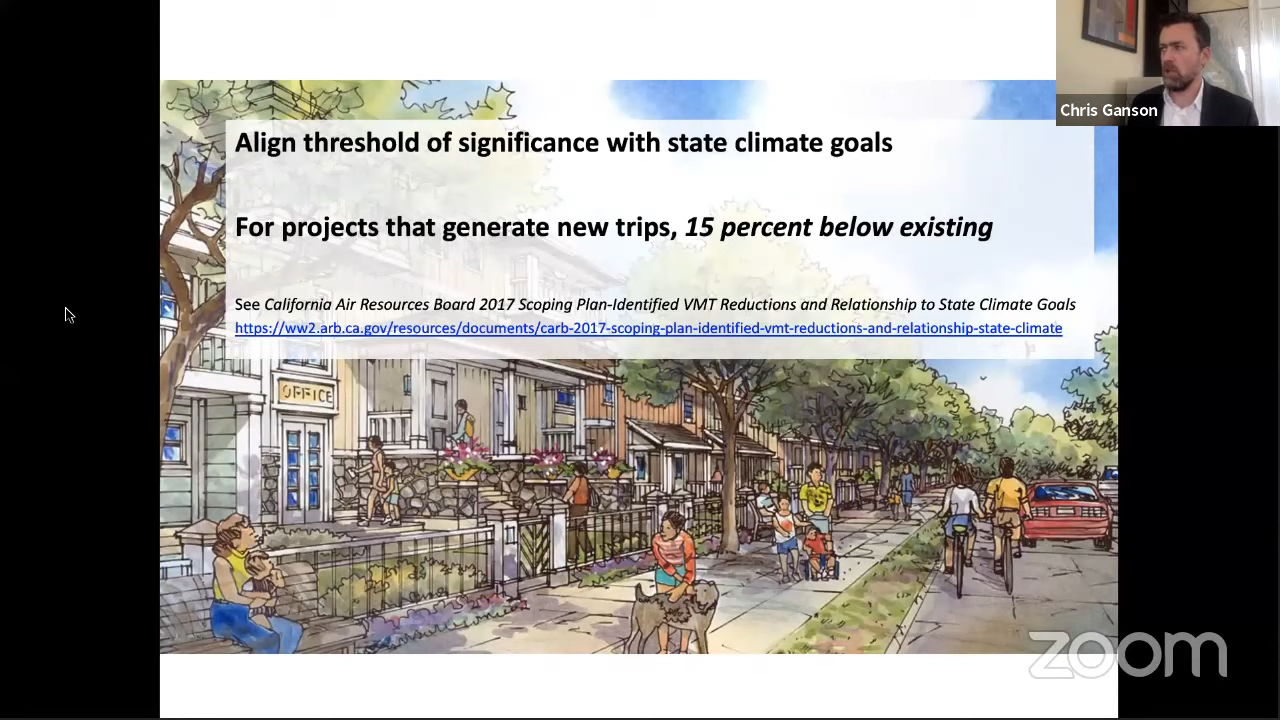 Chris Ganson
Align threshold of significance with state climate goals
For projects that generate new trips, 15 percent below existing
See California Air Resources Board 2017 Scoping Plan-Identified VMT Reductions and Relationship to State Climate Goals
https://ww2.arb.ca.gov/resources/documents/carb-2017-scoping-plan-identified-vmt-reductions-and-relationship-state-climate
OFFICE
zoom